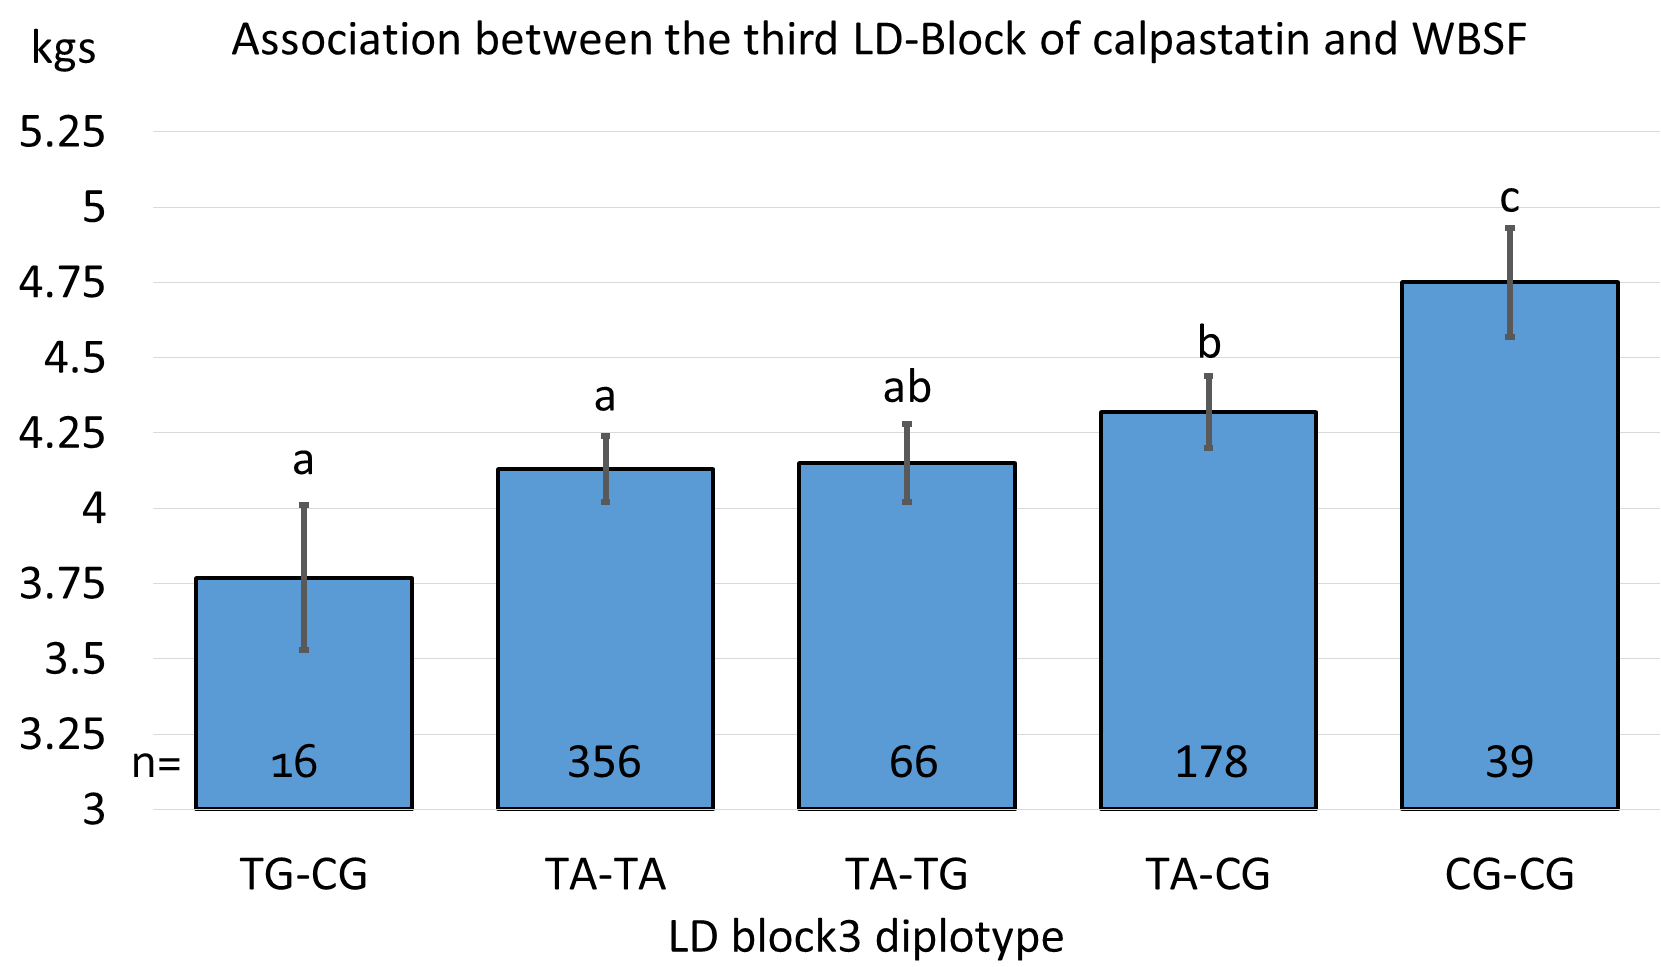 kgs
Association between the third LD-Block of calpastatin and WBSF
5.25
5
4.75
4.5
4.25
4
3.75
3.5
3.25
3
c
b
ab
a
a
n= 16 356 66 178 39
TG-CG TA-TA TA-TG TA-CG CG-CG
LD block3 diplotype